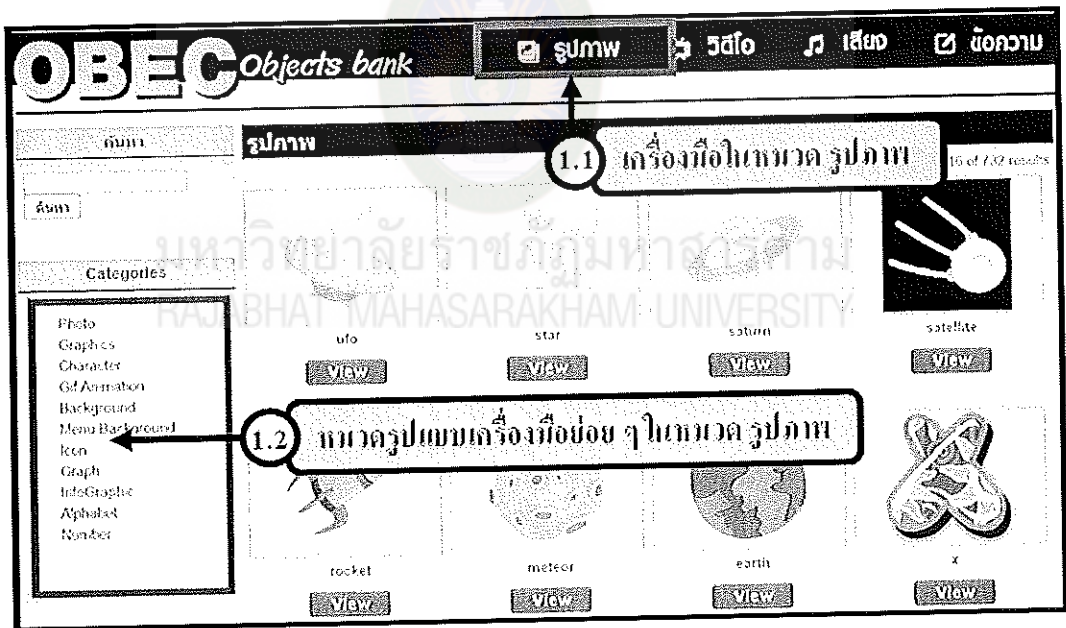 OBEC Objects bank รูปภาพ วิดีโอ เสียง ข้อความ
ค้นหา
ค้นหา
รูปภาพ
1.1 เครื่องมือในหมวด รูปภาพ
16 of 732 results
มหาวิทยาลัยราชภัฏมหาสารคาม
RAJABHAT MAHASARAKHAM UNIVERSITY
Categories
Photo
Graphics
Character
Gif Animation
Background
Menu Background
Icon
Graph
InfoGraphic
Alphabet
Number
ufo star saturn satellite
View View View View
1.2 หมวดรูปแบบเครื่องมือย่อย ๆ ในหมวด รูปภาพ
rocket meteor earth x
View View View View